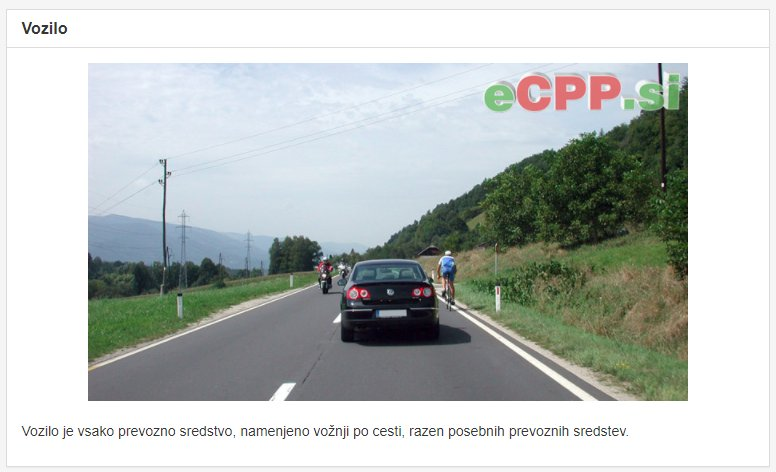 Vozilo
eCPP.si
Vozilo je vsako prevozno sredstvo, namenjeno vožnji po cesti, razen posebnih prevoznih sredstev.